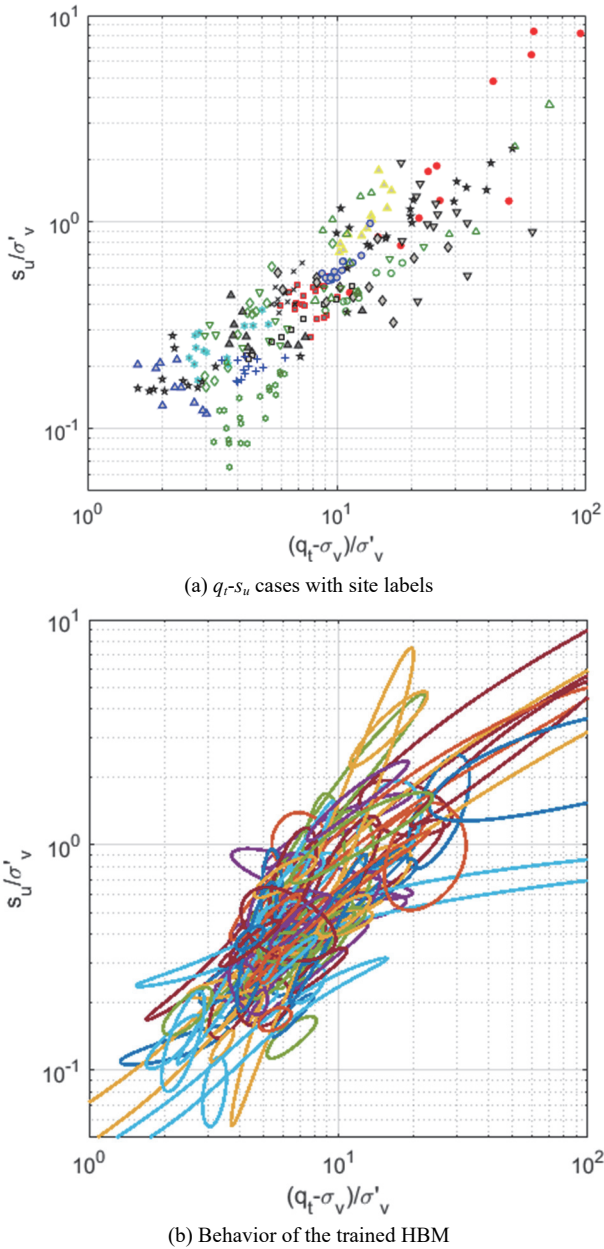 10^1
10^0
10^-1
s_u/σ'_v
10^0 10^1 10^2
(q_t-σ_v)/σ'_v
(a) q_t-s_u cases with site labels
10^1
10^0
10^-1
s_u/σ'_v
10^0 10^1 10^2
(q_t-σ_v)/σ'_v
(b) Behavior of the trained HBM